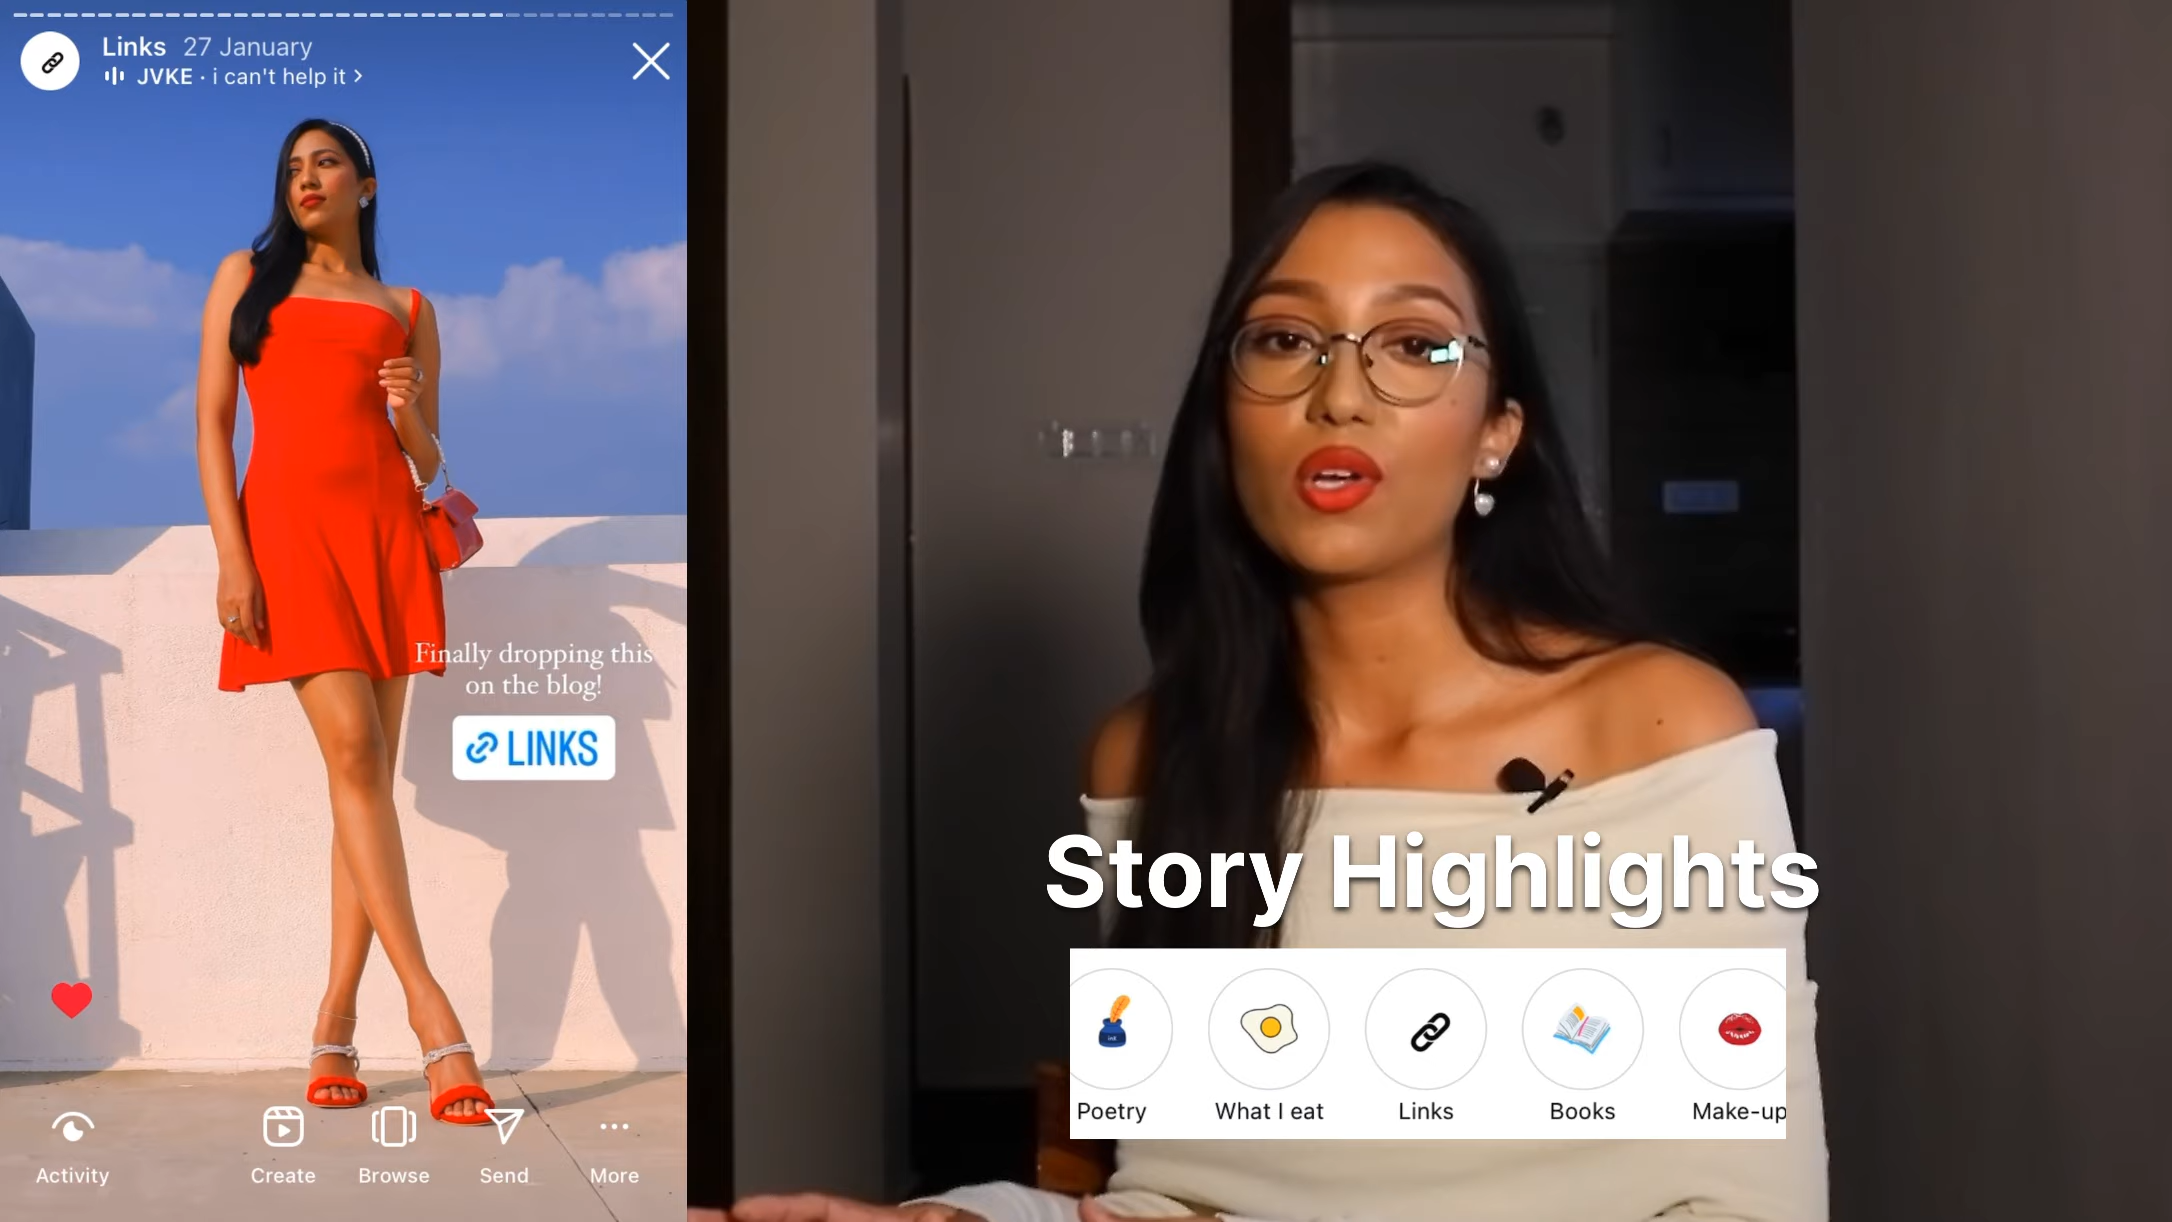 Links 27 January
JVKE · i can't help it >
Finally dropping this
on the blog!
LINKS
Activity
Create
Browse
Send
More
Story Highlights
Poetry
What I eat
Links
Books
Make-up